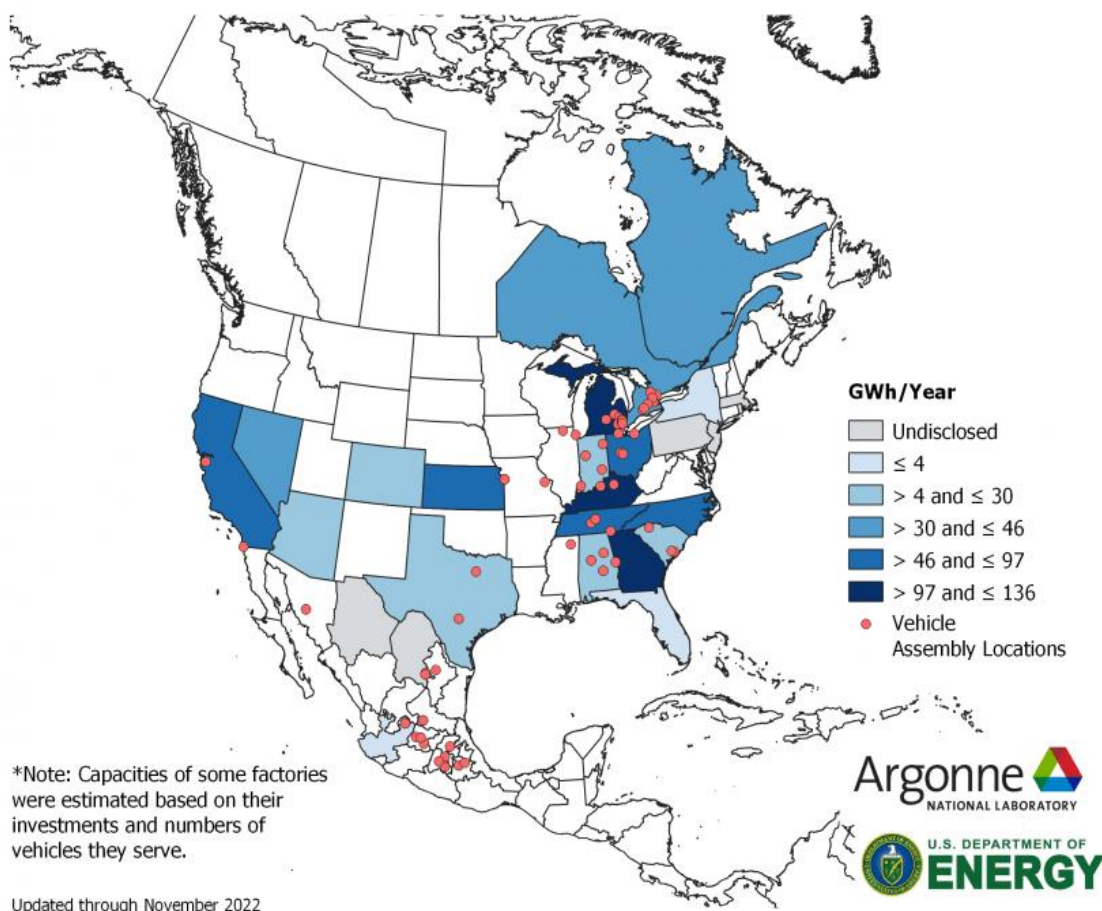 GWh/Year
Undisclosed
≤ 4
> 4 and ≤ 30
> 30 and ≤ 46
> 46 and ≤ 97
> 97 and ≤ 136
Vehicle
Assembly Locations
*Note: Capacities of some factories
were estimated based on their
investments and numbers of
vehicles they serve.
Updated through November 2022
Argonne
NATIONAL LABORATORY
U.S. DEPARTMENT OF
ENERGY